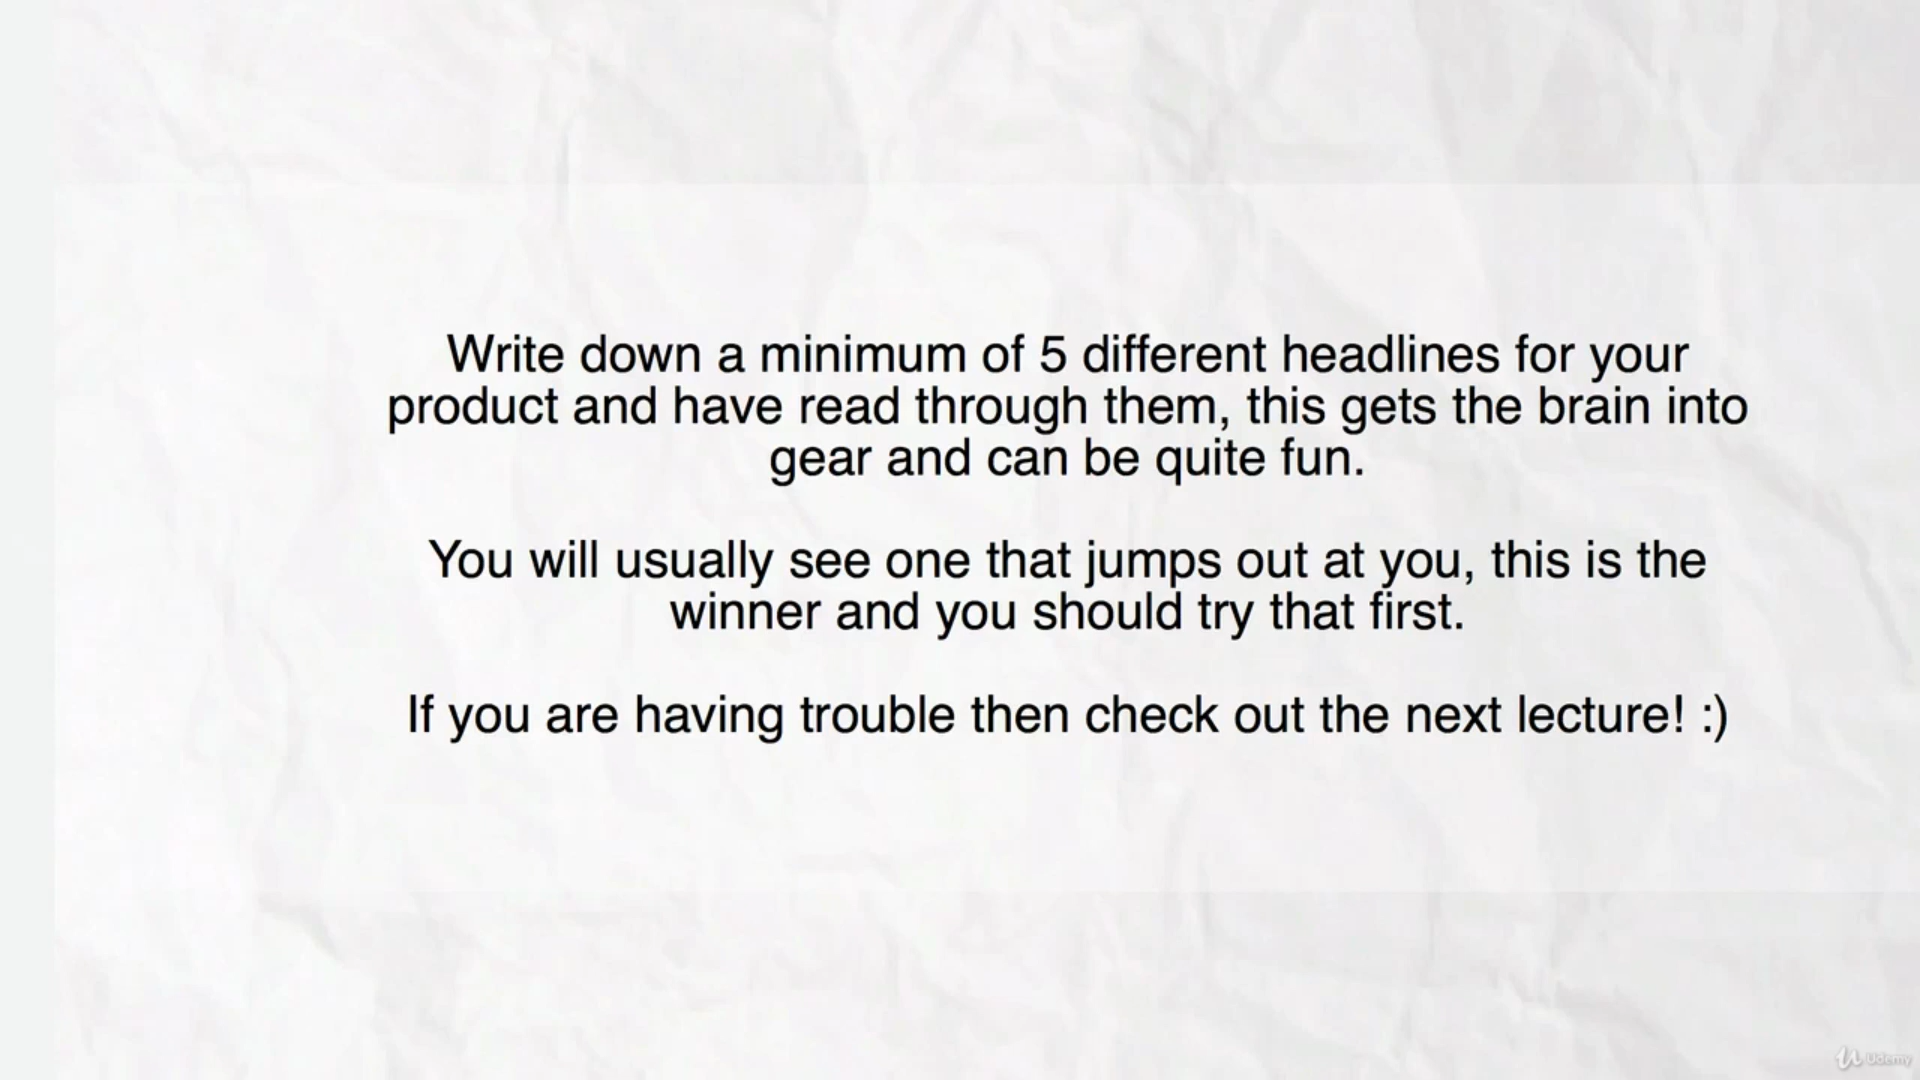 Write down a minimum of 5 different headlines for your
product and have read through them, this gets the brain into
gear and can be quite fun.
You will usually see one that jumps out at you, this is the
winner and you should try that first.
If you are having trouble then check out the next lecture! :)
Udemy